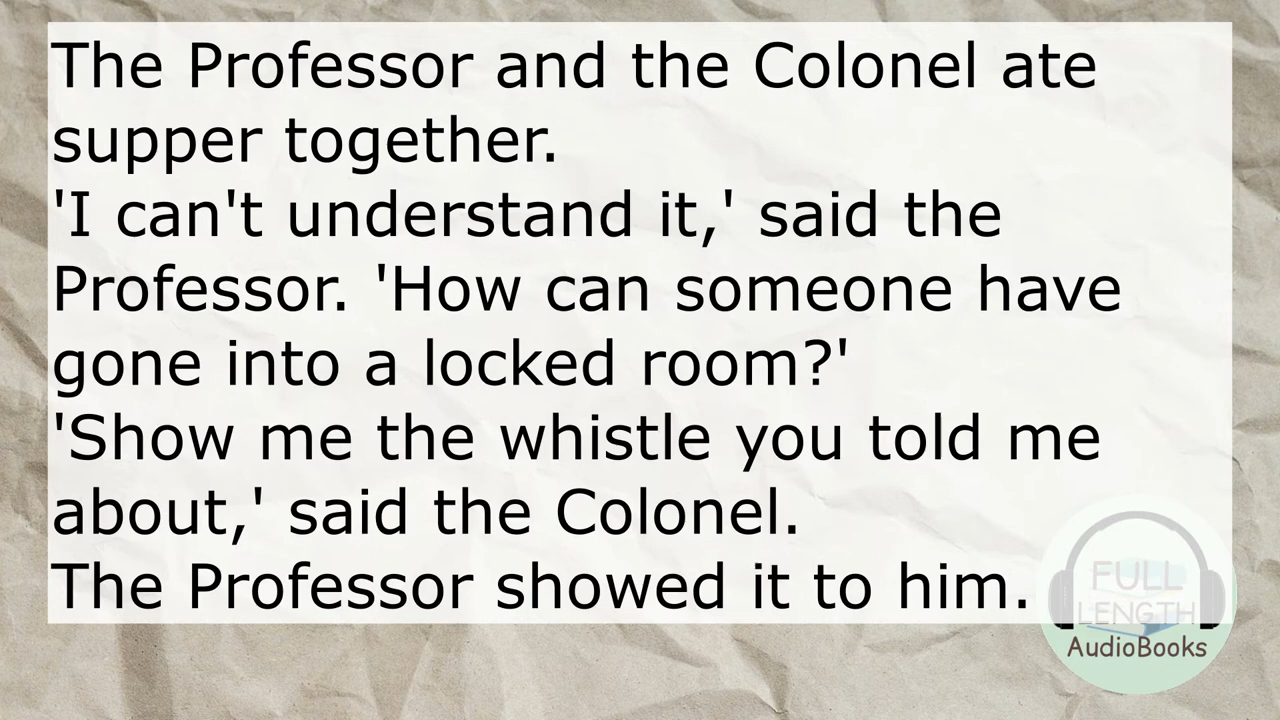 The Professor and the Colonel ate
supper together.
'I can't understand it,' said the
Professor. 'How can someone have
gone into a locked room?'
'Show me the whistle you told me
about,' said the Colonel.
The Professor showed it to him.
FULL
LENGTH
AudioBooks